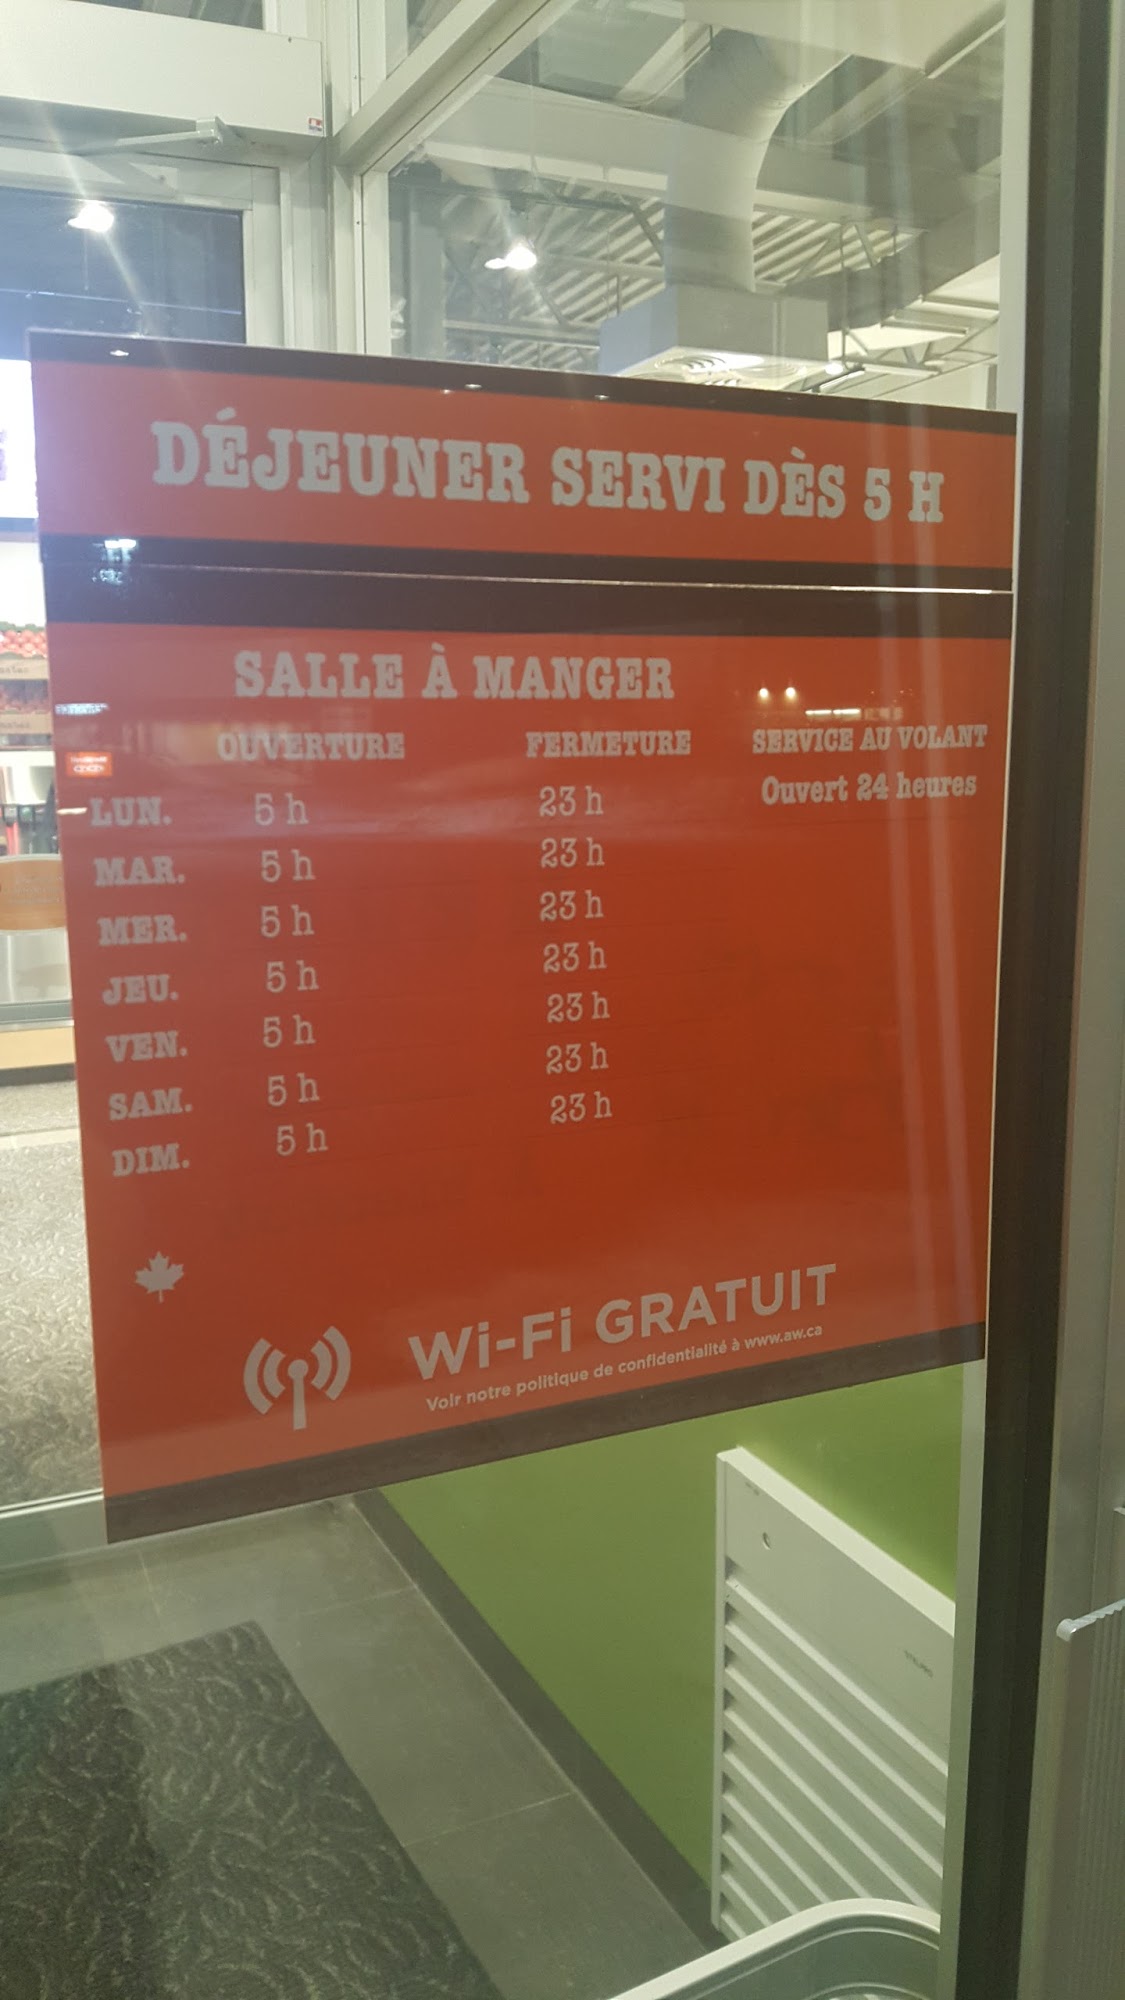 DÉJEUNER SERVI DÈS 5 H
SALLE À MANGER
OUVERTURE FERMETURE SERVICE AU VOLANT
Ouvert 24 heures
LUN. 5 h 23 h
MAR. 5 h 23 h
MER. 5 h 23 h
JEU. 5 h 23 h
VEN. 5 h 23 h
SAM. 5 h 23 h
DIM. 5 h 23 h
Wi-Fi GRATUIT
Voir notre politique de confidentialité à www.aw.ca